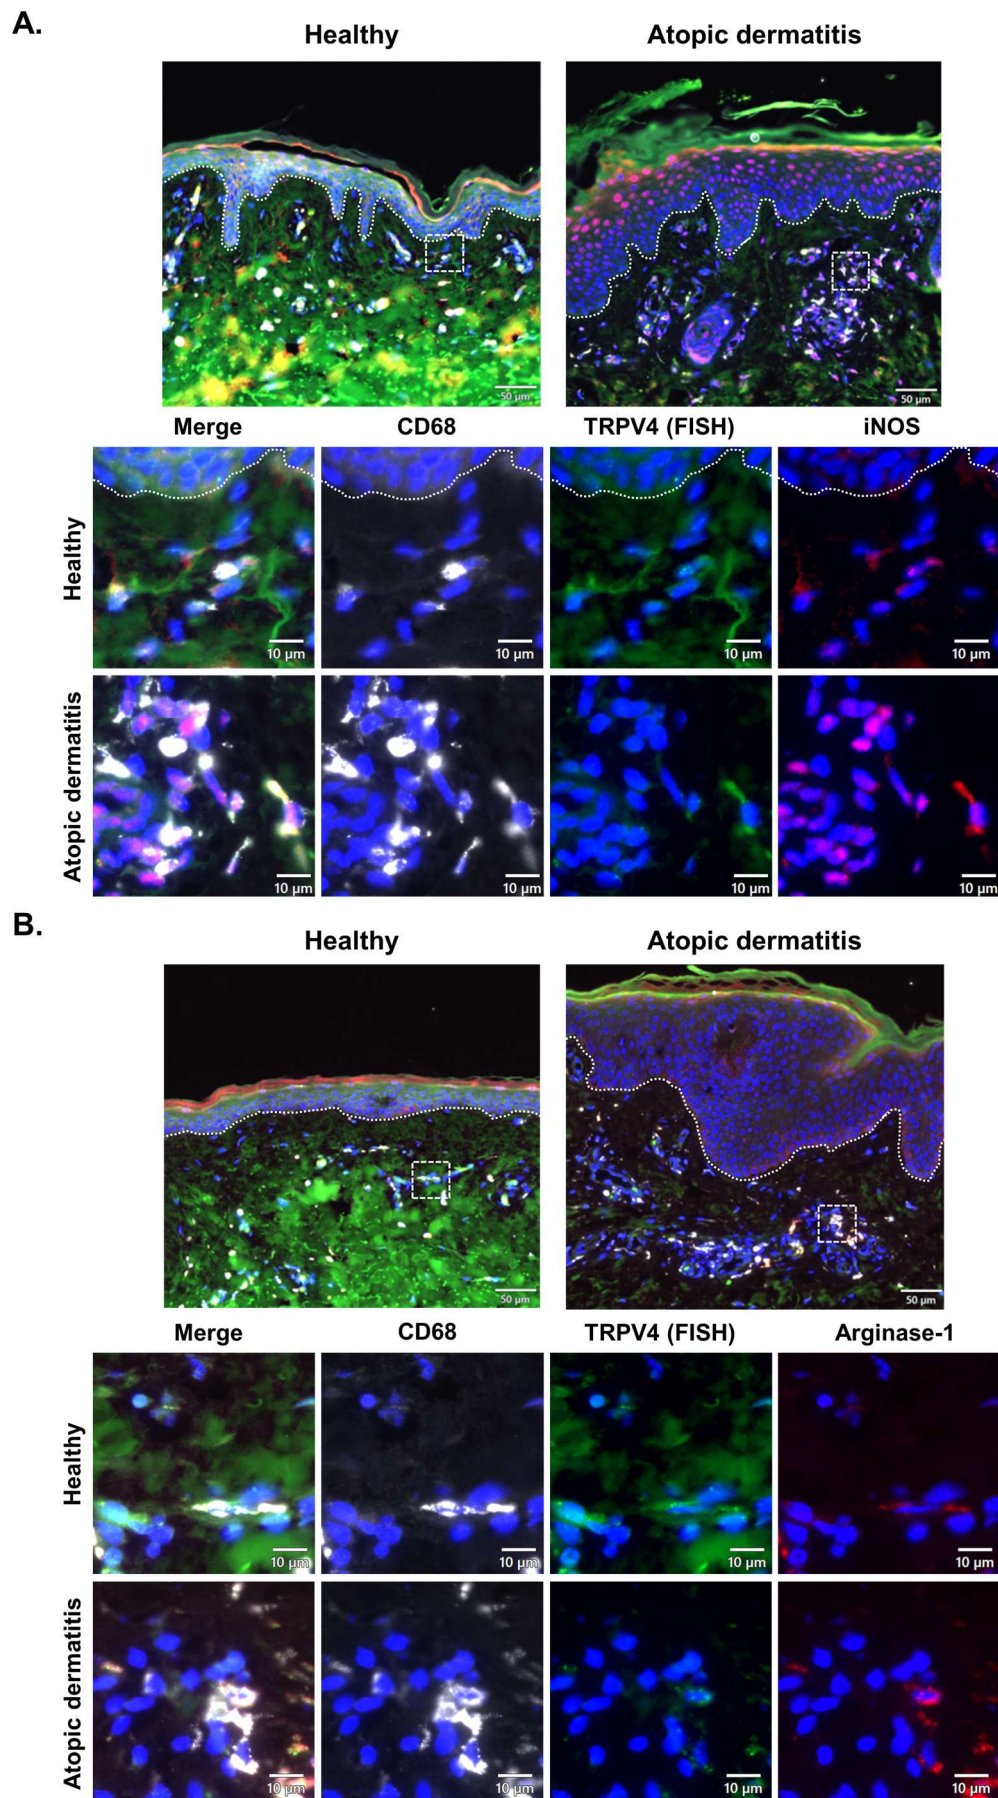 A.
Healthy Atopic dermatitis
50 µm 50 µm
Merge CD68 TRPV4 (FISH) iNOS
Healthy
10 µm 10 µm 10 µm 10 µm
Atopic dermatitis
10 µm 10 µm 10 µm 10 µm
B.
Healthy Atopic dermatitis
50 µm 50 µm
Merge CD68 TRPV4 (FISH) Arginase-1
Healthy
10 µm 10 µm 10 µm 10 µm
Atopic dermatitis
10 µm 10 µm 10 µm 10 µm